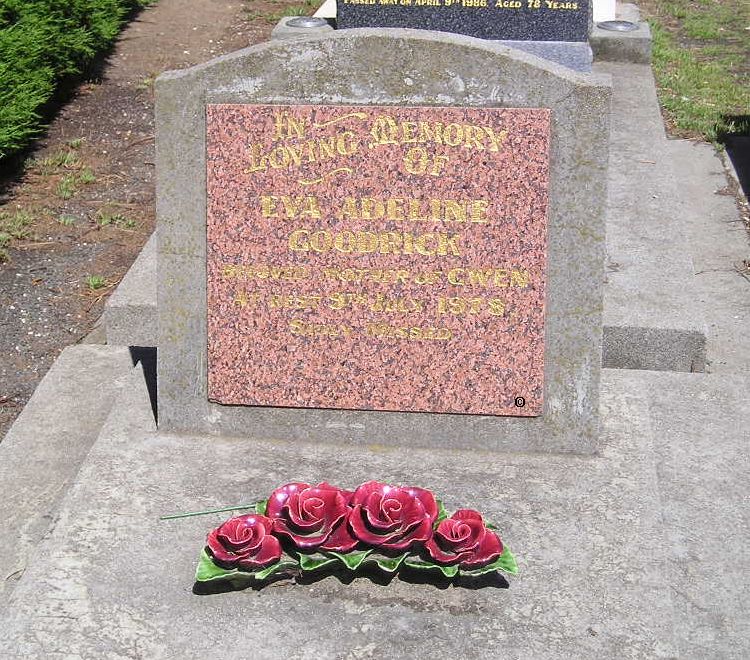 PASSED AWAY ON APRIL 9TH 1986, AGED 78 YEARS.
IN
LOVING MEMORY
OF
EVA ADELINE
GOODRICK
BELOVED MOTHER OF GWEN
AT REST 9TH JULY 1978
SADLY MISSED